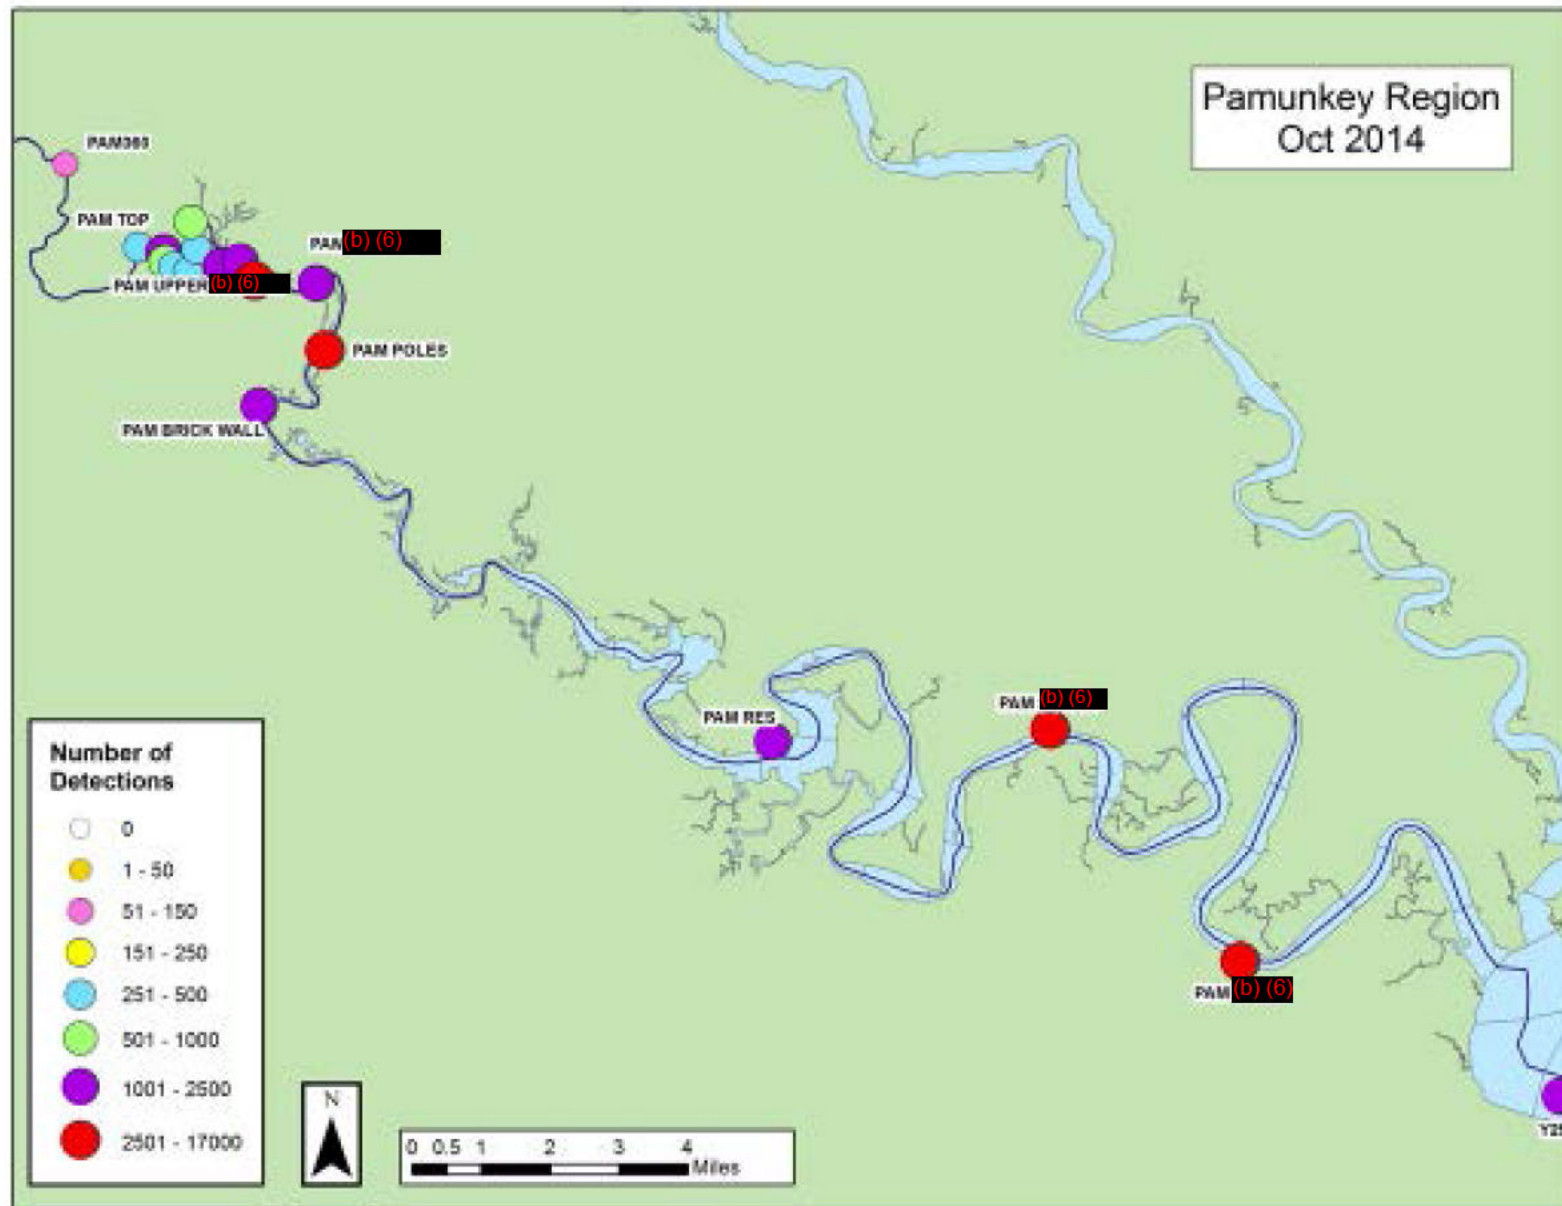 Pamunkey Region
Oct 2014
PAM360
PAM TOP
PAM (b) (6)
PAM UPPER (b) (6)
PAM POLES
PAM BRICK WALL
PAM RES
PAM (b) (6)
PAM (b) (6)
Number of
Detections
0
1 - 50
51 - 150
151 - 250
251 - 500
501 - 1000
1001 - 2500
2501 - 17000
N
0 0.5 1 2 3 4
Miles